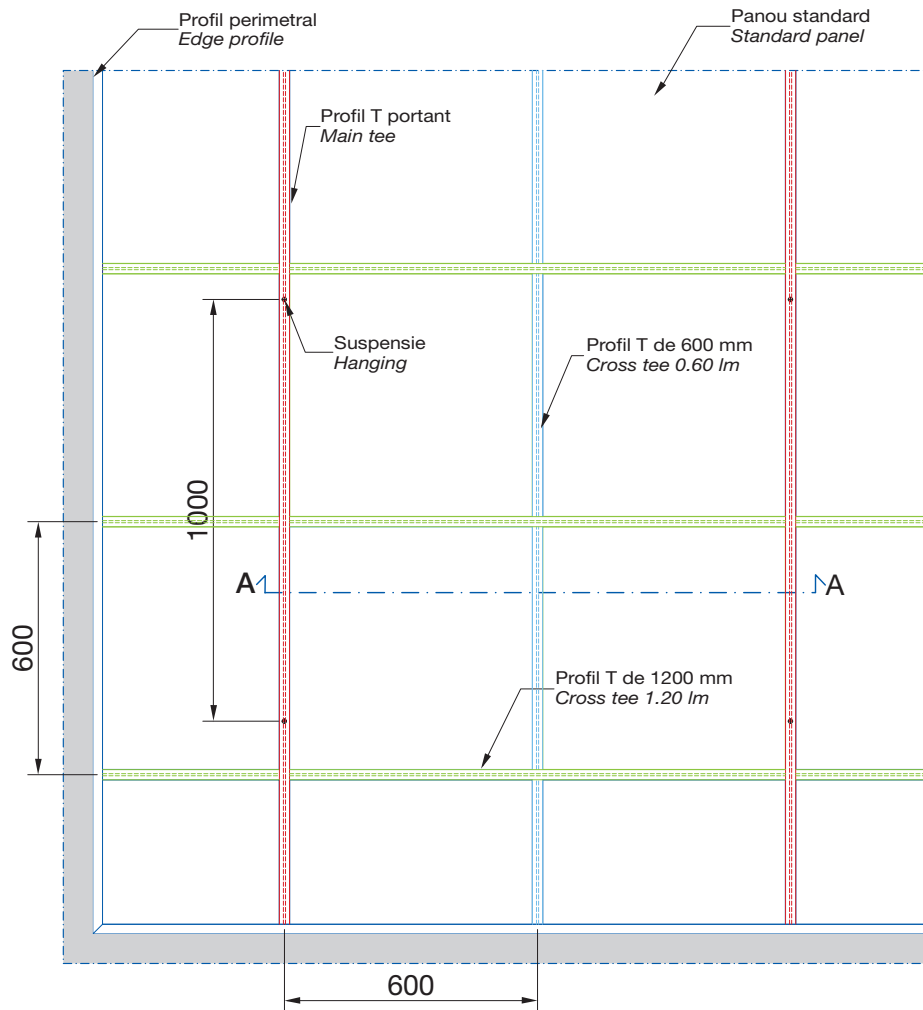 Profil perimetral
Edge profile
Panou standard
Standard panel
Profil T portant
Main tee
Suspensie
Hanging
Profil T de 600 mm
Cross tee 0.60 lm
1000
A
A
600
Profil T de 1200 mm
Cross tee 1.20 lm
600